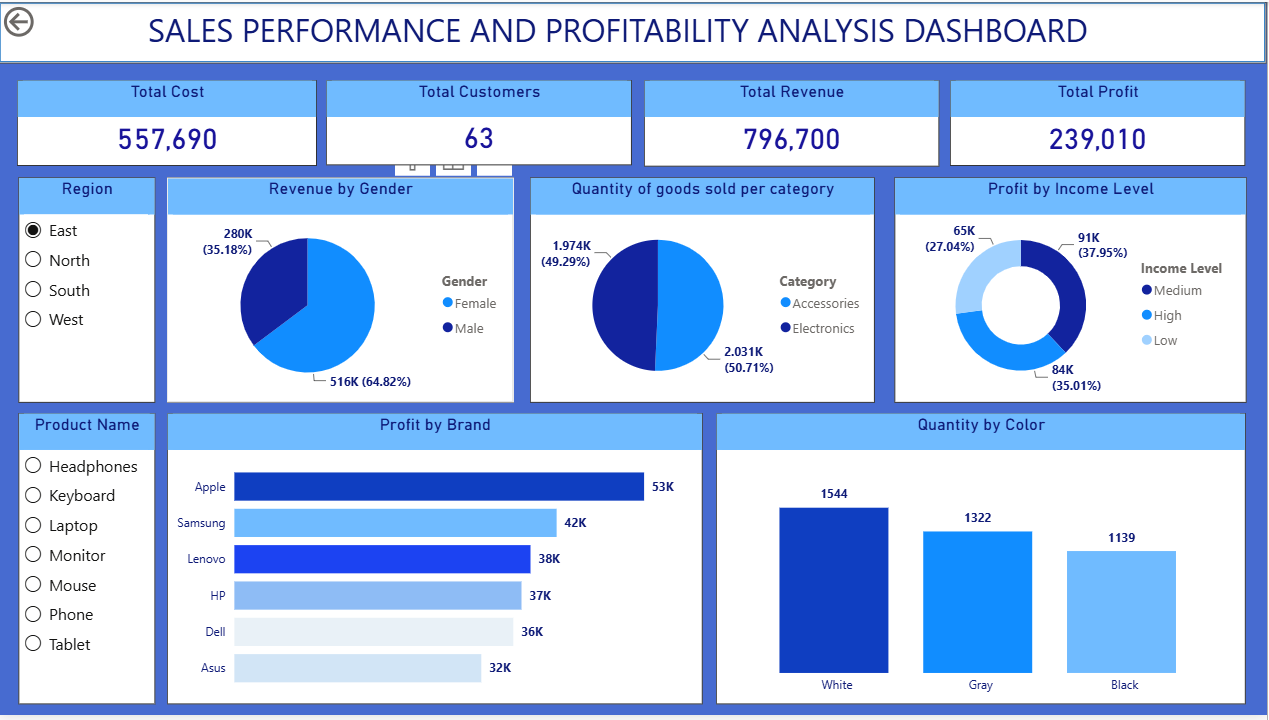 SALES PERFORMANCE AND PROFITABILITY ANALYSIS DASHBOARD
Total Cost
557,690
Total Customers
63
Total Revenue
796,700
Total Profit
239,010
Region
East
North
South
West
Revenue by Gender
280K
(35.18%)
516K (64.82%)
Gender
Female
Male
Quantity of goods sold per category
1.974K
(49.29%)
2.031K
(50.71%)
Category
Accessories
Electronics
Profit by Income Level
65K
(27.04%)
91K
(37.95%)
84K
(35.01%)
Income Level
Medium
High
Low
Product Name
Headphones
Keyboard
Laptop
Monitor
Mouse
Phone
Tablet
Profit by Brand
Apple 53K
Samsung 42K
Lenovo 38K
HP 37K
Dell 36K
Asus 32K
Quantity by Color
1544
1322
1139
White Gray Black